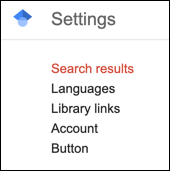 Settings
Search results
Languages
Library links
Account
Button